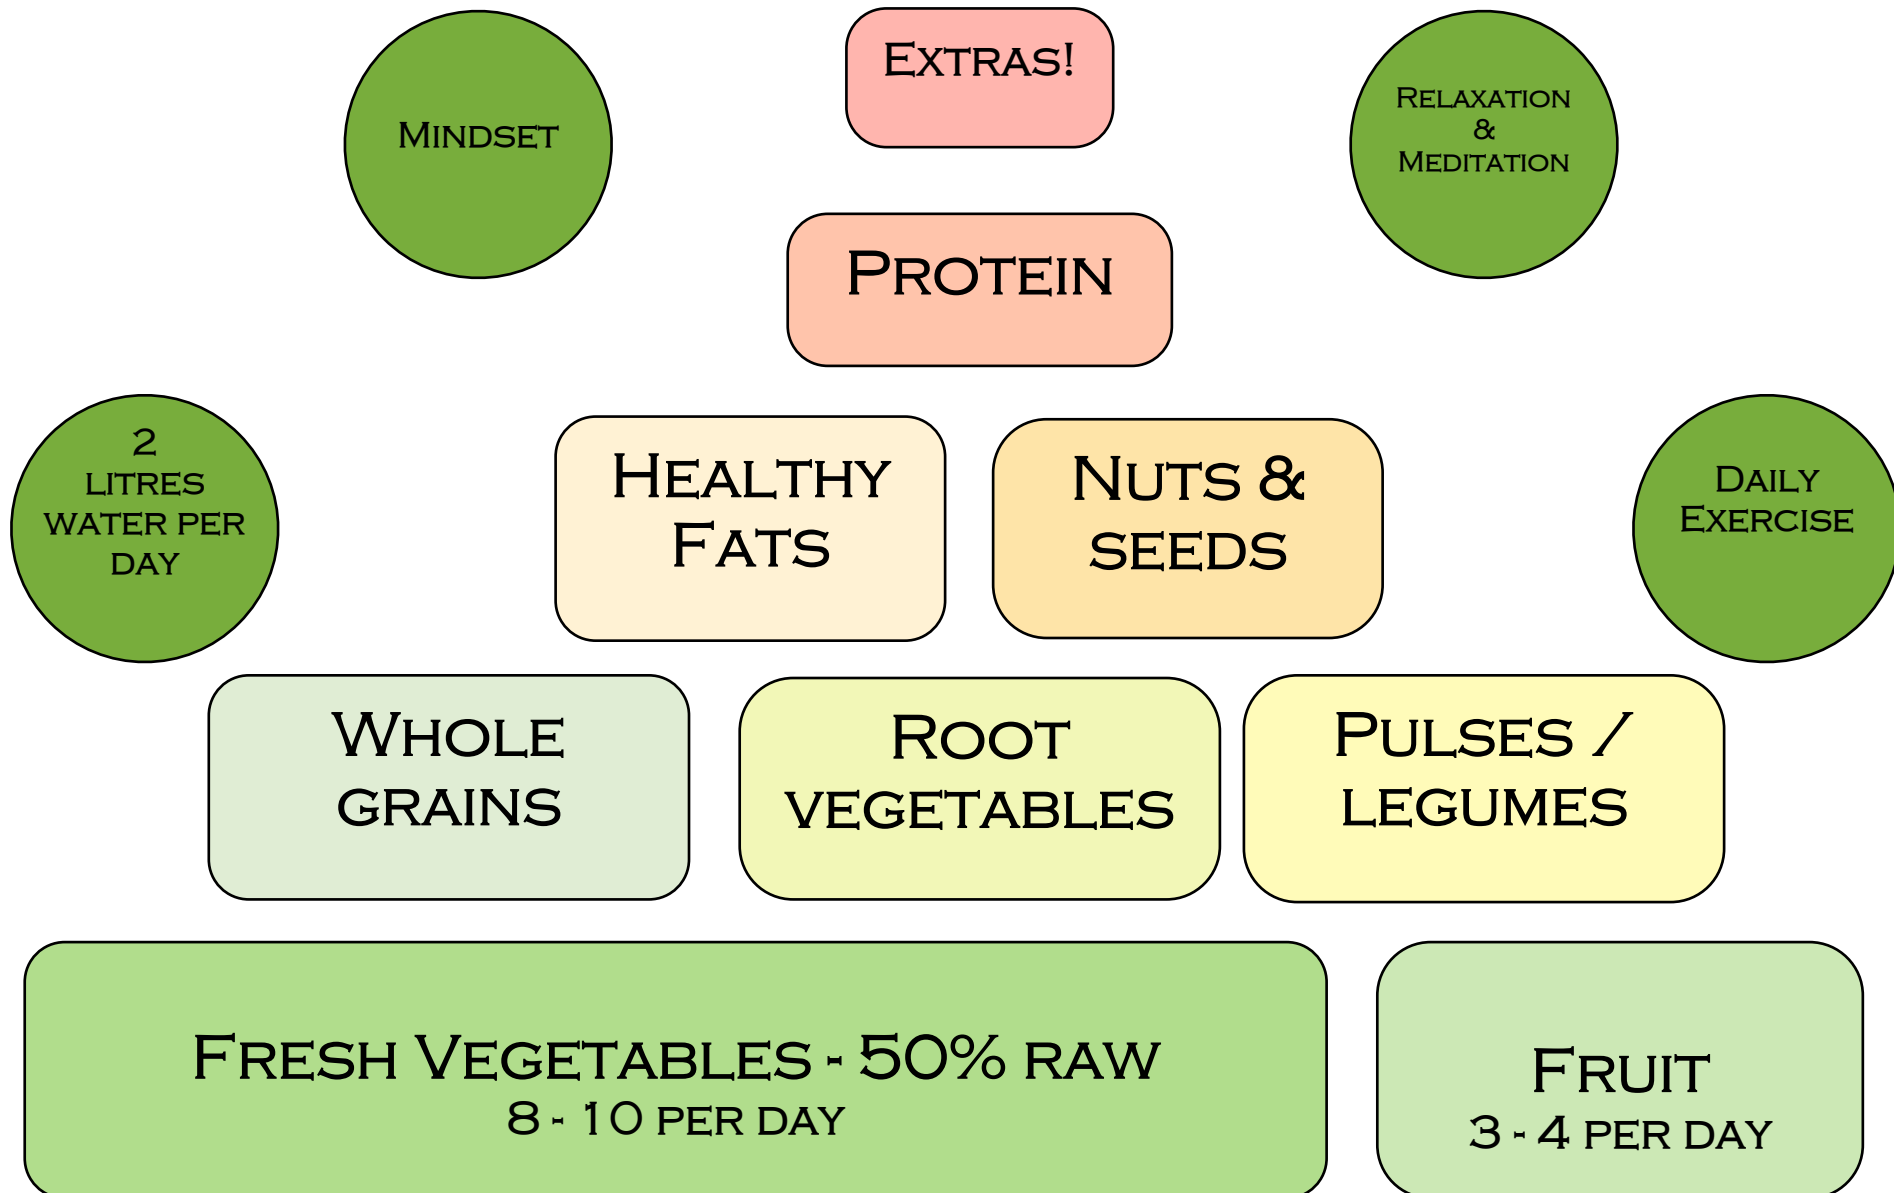 Extras!
Mindset
Relaxation
&
Meditation
Protein
2
litres
water per
day
Healthy
Fats
Nuts &
seeds
Daily
Exercise
Whole
grains
Root
vegetables
Pulses /
legumes
Fresh Vegetables - 50% raw
8 - 10 per day
Fruit
3 - 4 per day